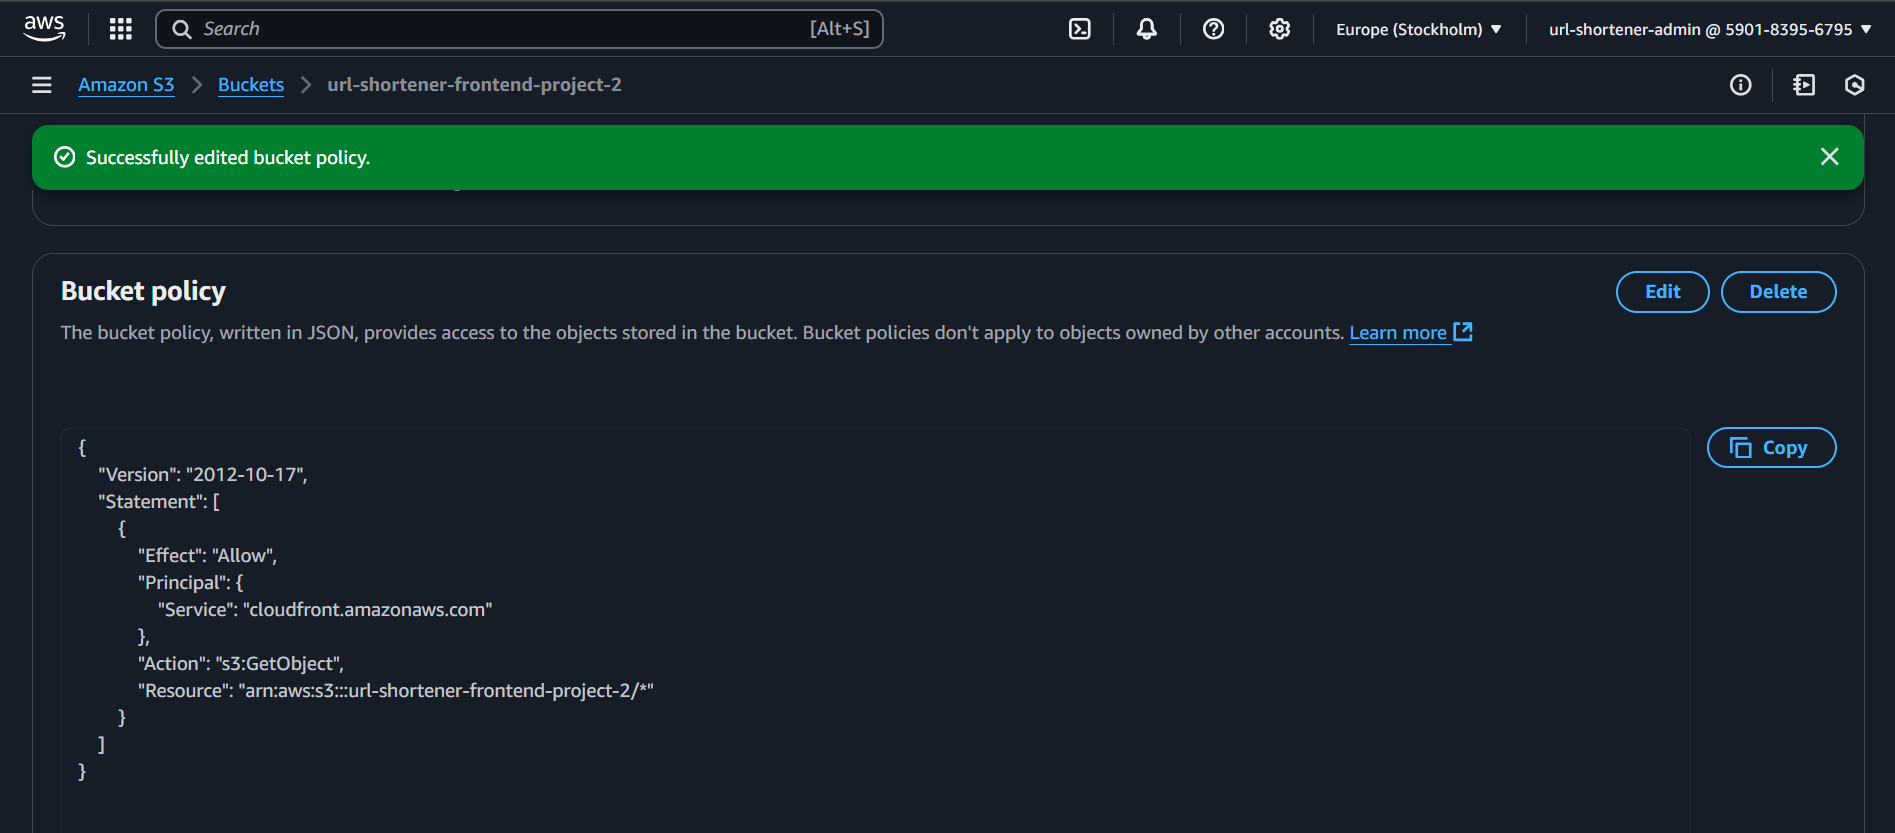 aws
Search [Alt+S]
Europe (Stockholm)
url-shortener-admin @ 5901-8395-6795
Amazon S3
Buckets
url-shortener-frontend-project-2
Successfully edited bucket policy.
Bucket policy
Edit
Delete
The bucket policy, written in JSON, provides access to the objects stored in the bucket. Bucket policies don't apply to objects owned by other accounts. Learn more
Copy
{
"Version": "2012-10-17",
"Statement": [
{
"Effect": "Allow",
"Principal": {
"Service": "cloudfront.amazonaws.com"
},
"Action": "s3:GetObject",
"Resource": "arn:aws:s3:::url-shortener-frontend-project-2/*"
}
]
}